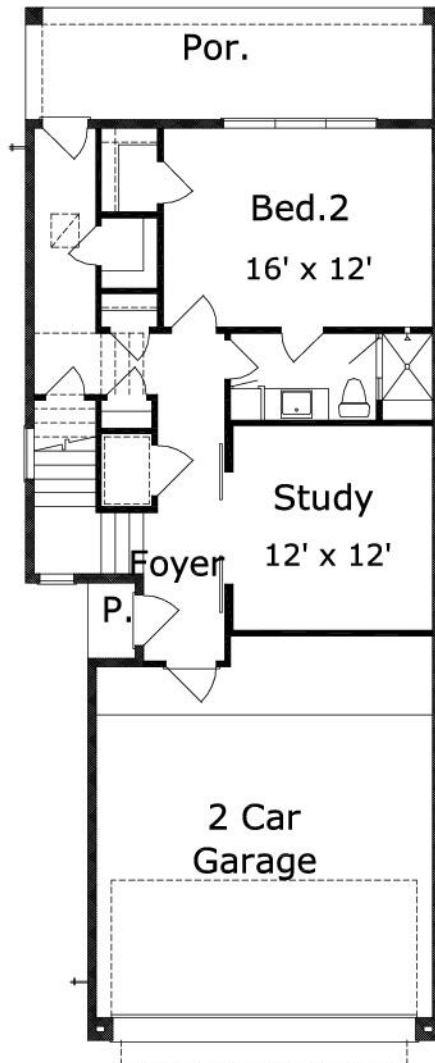 Por.
Bed.2
16' x 12'
Study
12' x 12'
Foyer
P.
2 Car
Garage